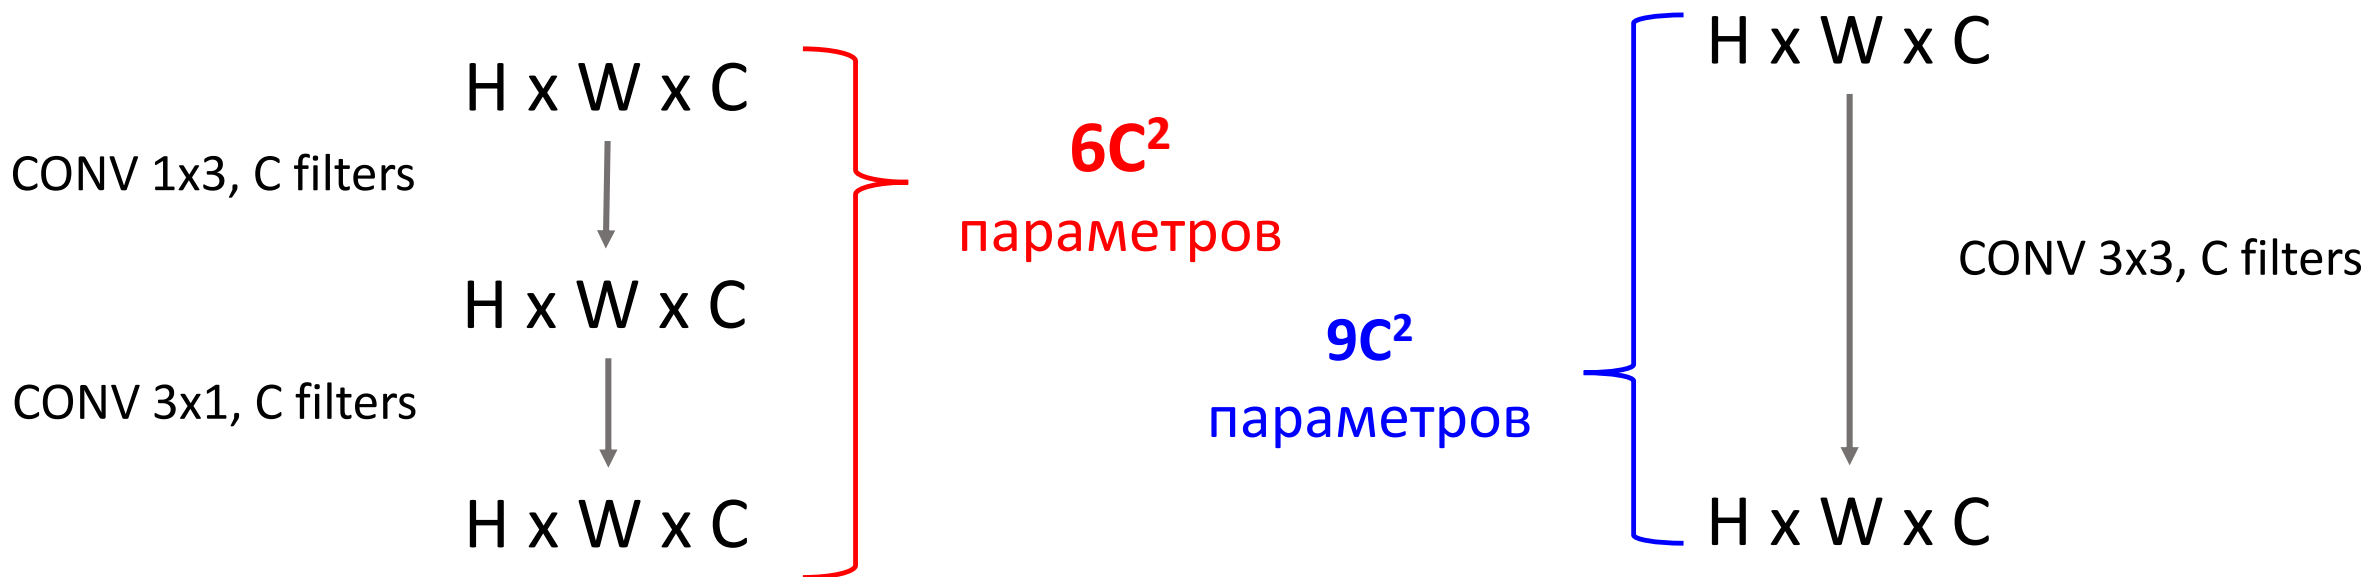 H x W x C
CONV 1x3, C filters
H x W x C
CONV 3x1, C filters
H x W x C
6C²
параметров
9C²
параметров
H x W x C
CONV 3x3, C filters
H x W x C